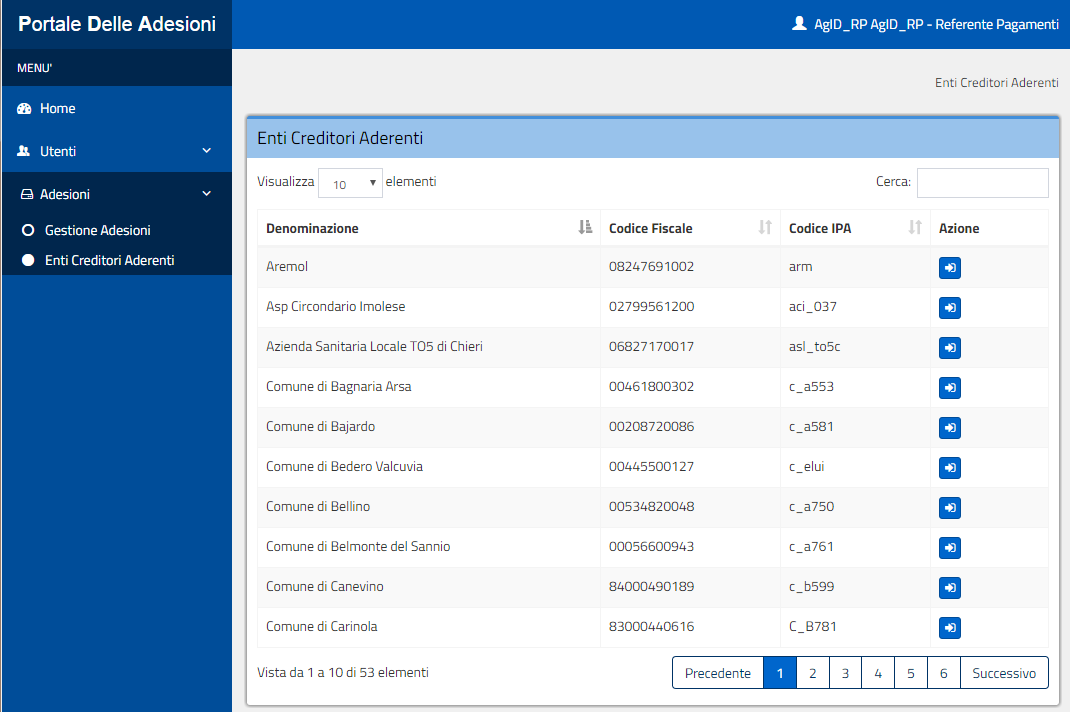 Portale Delle Adesioni
AgID_RP AgID_RP - Referente Pagamenti
MENU'
Home
Utenti
Adesioni
Gestione Adesioni
Enti Creditori Aderenti
Enti Creditori Aderenti
Enti Creditori Aderenti
Visualizza 10 elementi Cerca:
Denominazione Codice Fiscale Codice IPA Azione
Aremol 08247691002 arm
Asp Circondario Imolese 02799561200 aci_037
Azienda Sanitaria Locale TO5 di Chieri 06827170017 asl_to5c
Comune di Bagnaria Arsa 00461800302 c_a553
Comune di Bajardo 00208720086 c_a581
Comune di Bedero Valcuvia 00445500127 c_elui
Comune di Bellino 00534820048 c_a750
Comune di Belmonte del Sannio 00056600943 c_a761
Comune di Canevino 84000490189 c_b599
Comune di Carinola 83000440616 C_B781
Vista da 1 a 10 di 53 elementi Precedente 1 2 3 4 5 6 Successivo